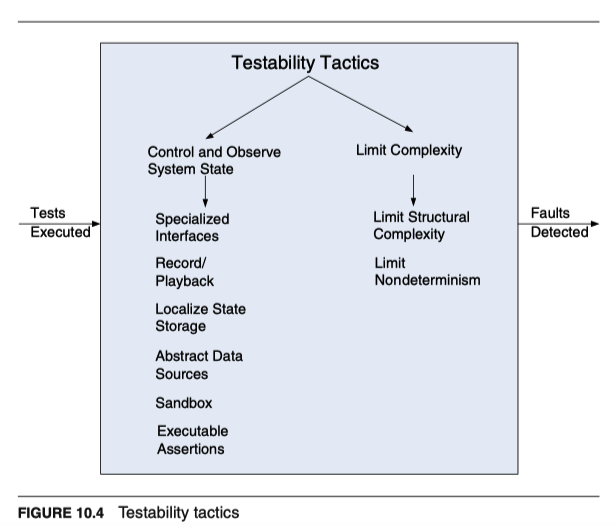 Testability Tactics
Control and Observe
System State
Limit Complexity
Tests
Executed
Specialized
Interfaces
Record/
Playback
Localize State
Storage
Abstract Data
Sources
Sandbox
Executable
Assertions
Limit Structural
Complexity
Limit
Nondeterminism
Faults
Detected
FIGURE 10.4 Testability tactics